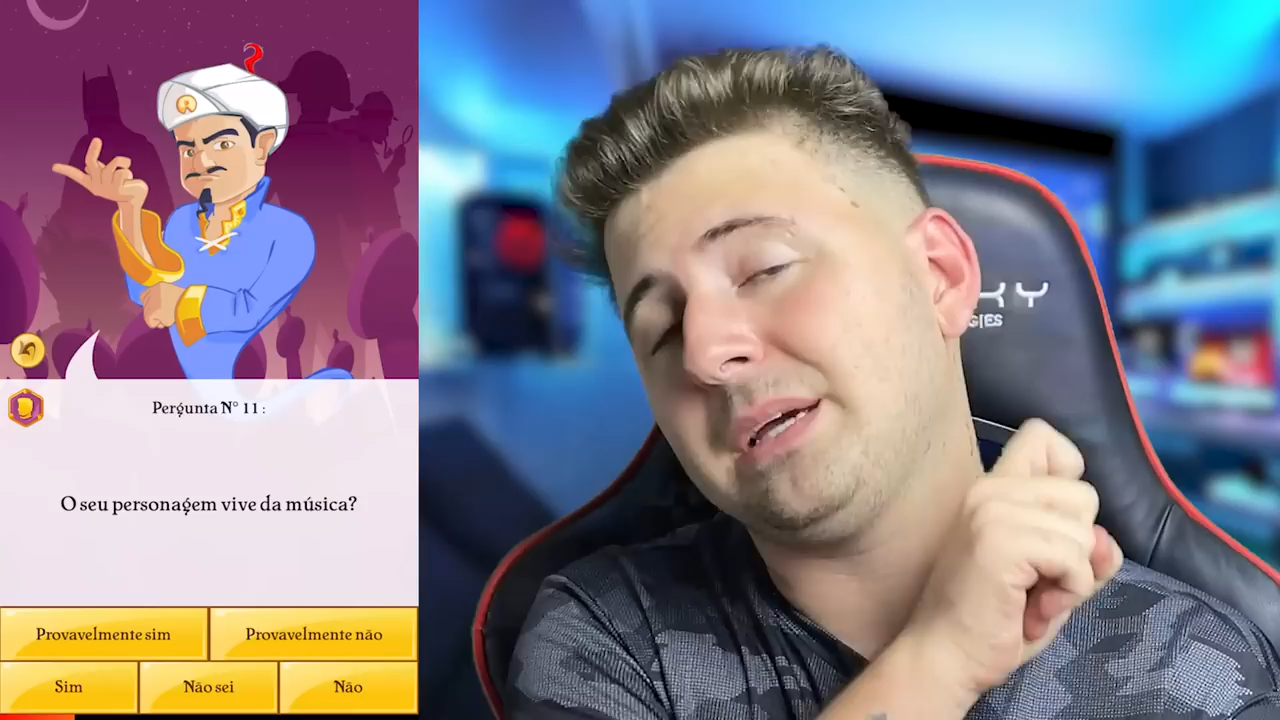 Pergunta N° 11 :
O seu personagem vive da música?
Provavelmente sim
Provavelmente não
Sim
Não sei
Não